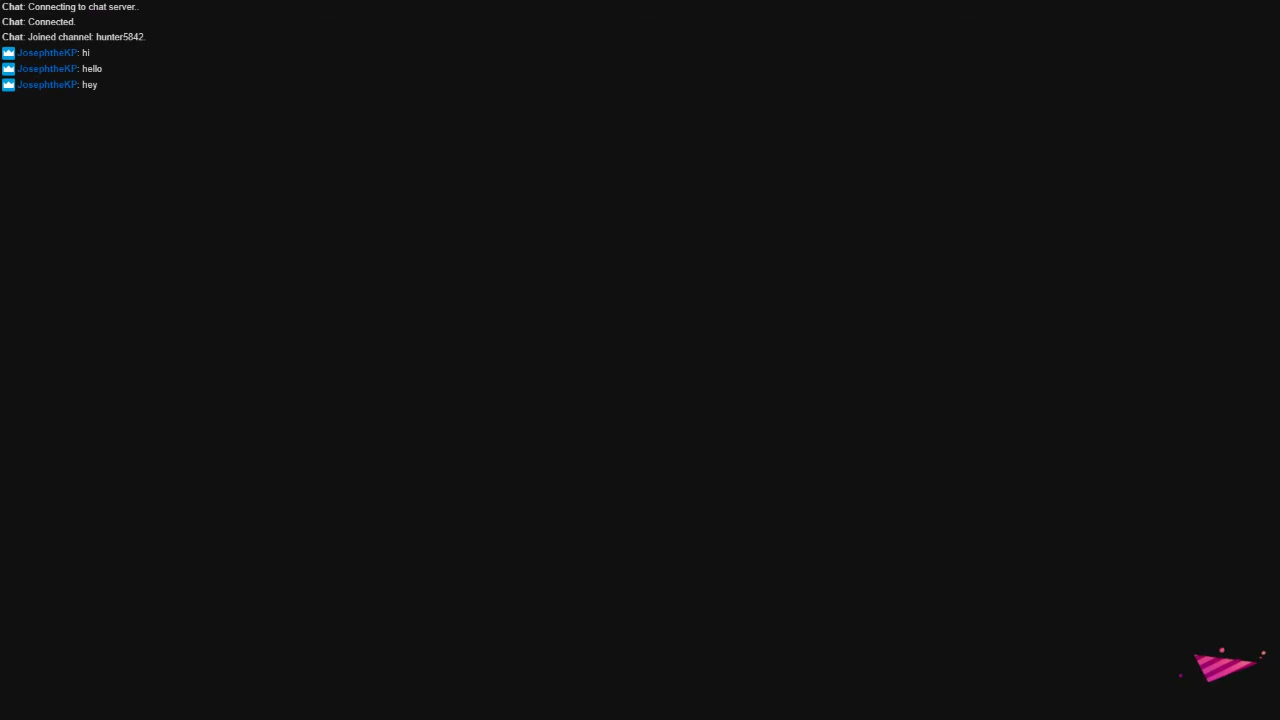 Chat: Connecting to chat server..
Chat: Connected.
Chat: Joined channel: hunter5842.
JosephtheKP: hi
JosephtheKP: hello
JosephtheKP: hey